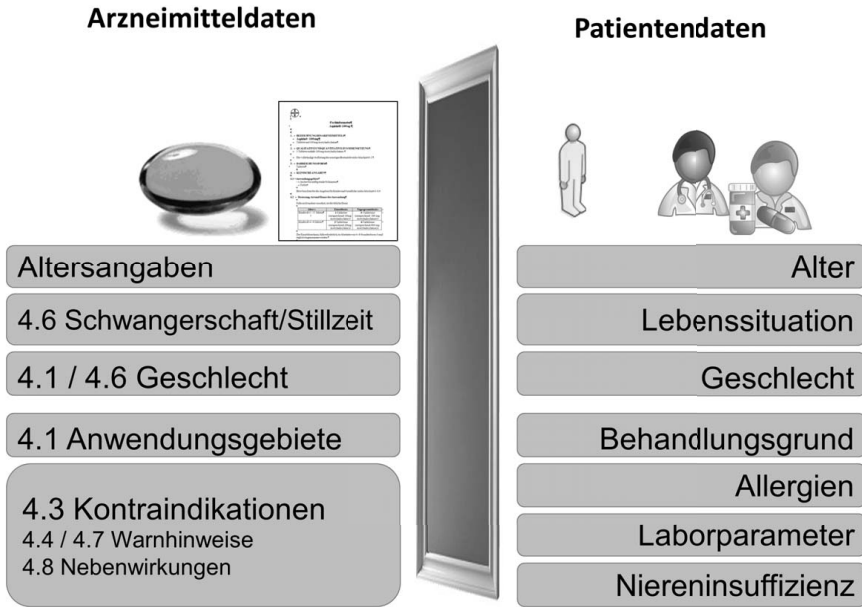 Arzneimitteldaten
Patientendaten
Altersangaben
4.6 Schwangerschaft/Stillzeit
4.1 / 4.6 Geschlecht
4.1 Anwendungsgebiete
4.3 Kontraindikationen
4.4 / 4.7 Warnhinweise
4.8 Nebenwirkungen
Alter
Lebenssituation
Geschlecht
Behandlungsgrund
Allergien
Laborparameter
Niereninsuffizienz